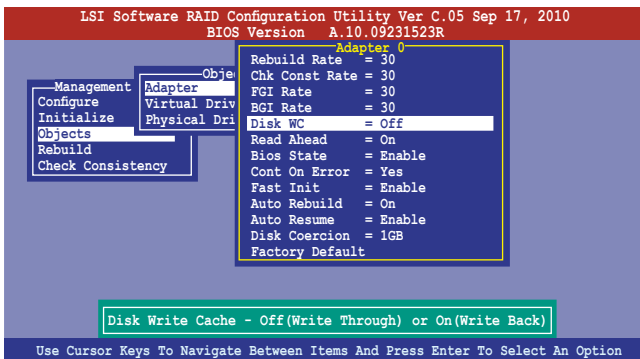 LSI Software RAID Configuration Utility Ver C.05 Sep 17, 2010
BIOS Version A.10.09231523R
Management
Configure
Initialize
Objects
Rebuild
Check Consistency
Obje
Adapter
Virtual Driv
Physical Dri
Adapter 0
Rebuild Rate = 30
Chk Const Rate = 30
FGI Rate = 30
BGI Rate = 30
Disk WC = Off
Read Ahead = On
Bios State = Enable
Cont On Error = Yes
Fast Init = Enable
Auto Rebuild = On
Auto Resume = Enable
Disk Coercion = 1GB
Factory Default
Disk Write Cache - Off(Write Through) or On(Write Back)
Use Cursor Keys To Navigate Between Items And Press Enter To Select An Option